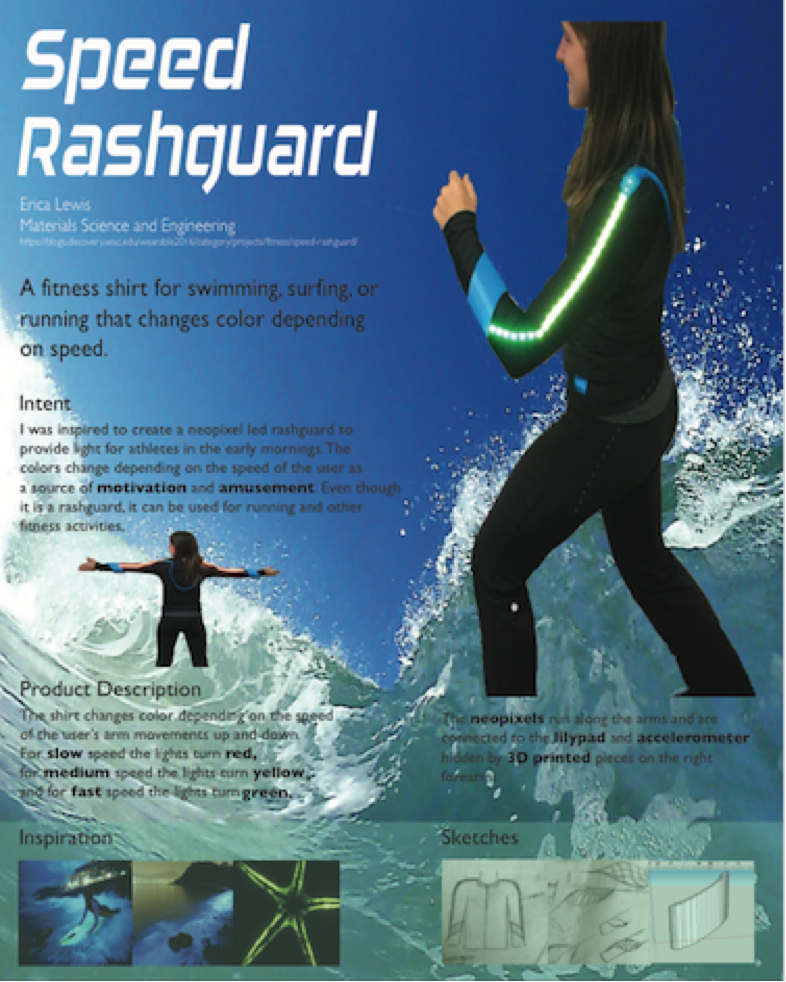 Speed
Rashguard
Erica Lewis
Materials Science and Engineering
https://blogs.discovery.wisc.edu/wearable2016/category/projects/fitness/speed-rashguard/
A fitness shirt for swimming, surfing, or
running that changes color depending
on speed.
Intent
I was inspired to create a neopixel led rashguard to
provide light for athletes in the early mornings. The
colors change depending on the speed of the user as
a source of motivation and amusement. Even though
it is a rashguard, it can be used for running and other
fitness activities.
Product Description
The shirt changes color depending on the speed
of the user's arm movements up and down.
For slow speed the lights turn red,
for medium speed the lights turn yellow,
and for fast speed the lights turn green.
The neopixels run along the arms and are
connected to the lilypad and accelerometer
hidden by 3D printed pieces on the right
forearm.
Inspiration
Sketches